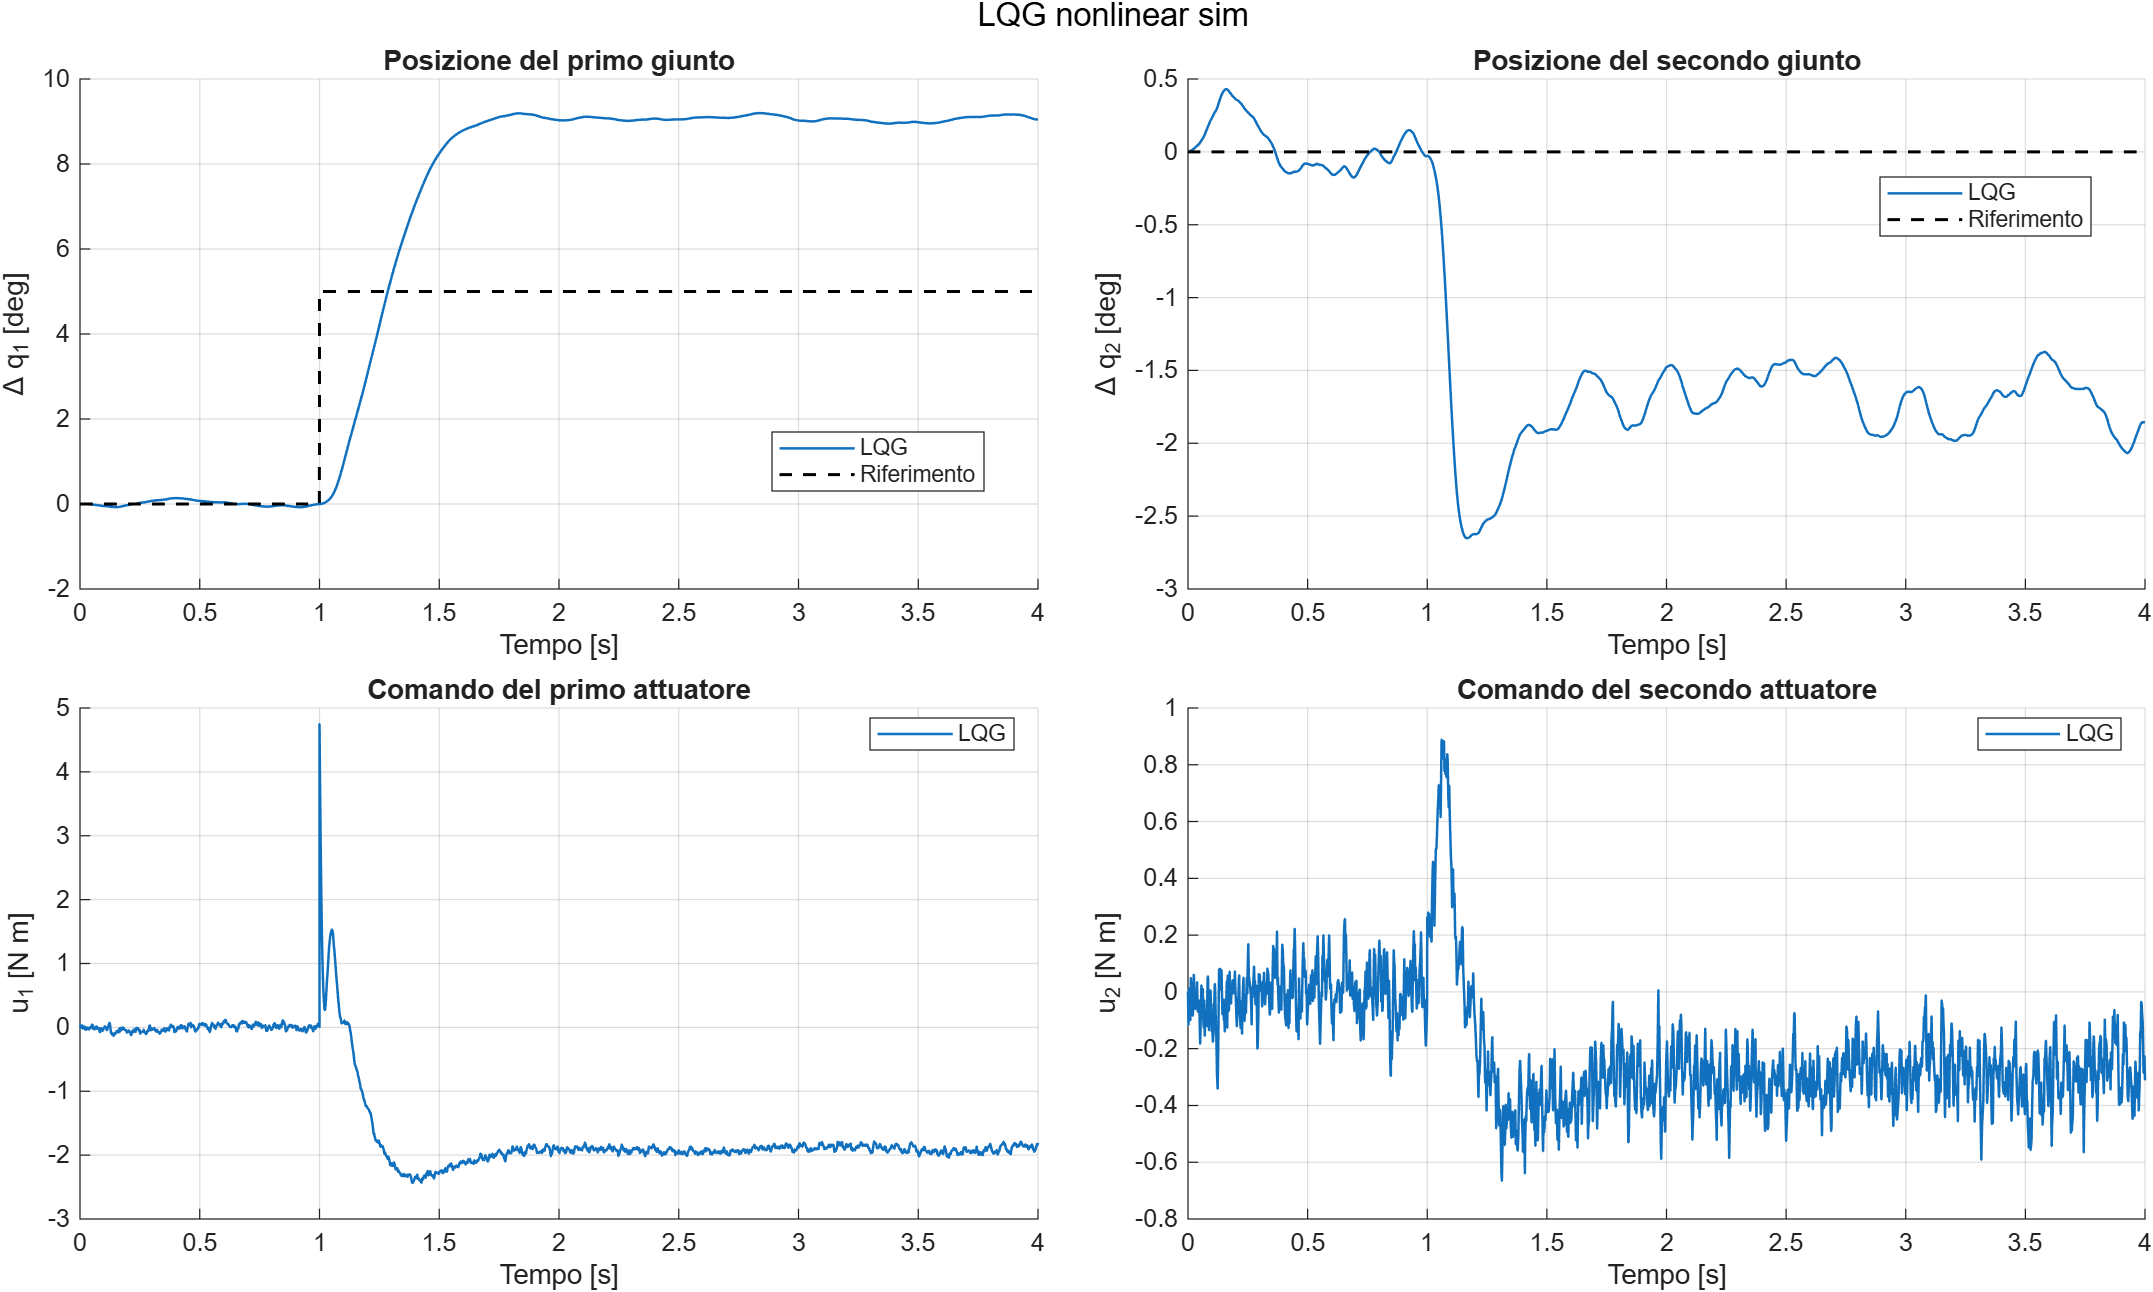 LQG nonlinear sim
Posizione del primo giunto
10
8
6
4
2
0
-2
Δ q1 [deg]
LQG
Riferimento
0 0.5 1 1.5 2 2.5 3 3.5 4
Tempo [s]
Posizione del secondo giunto
0.5
0
-0.5
-1
-1.5
-2
-2.5
-3
Δ q2 [deg]
LQG
Riferimento
0 0.5 1 1.5 2 2.5 3 3.5 4
Tempo [s]
Comando del primo attuatore
5
4
3
2
1
0
-1
-2
-3
u1 [N m]
LQG
0 0.5 1 1.5 2 2.5 3 3.5 4
Tempo [s]
Comando del secondo attuatore
1
0.8
0.6
0.4
0.2
0
-0.2
-0.4
-0.6
-0.8
u2 [N m]
LQG
0 0.5 1 1.5 2 2.5 3 3.5 4
Tempo [s]